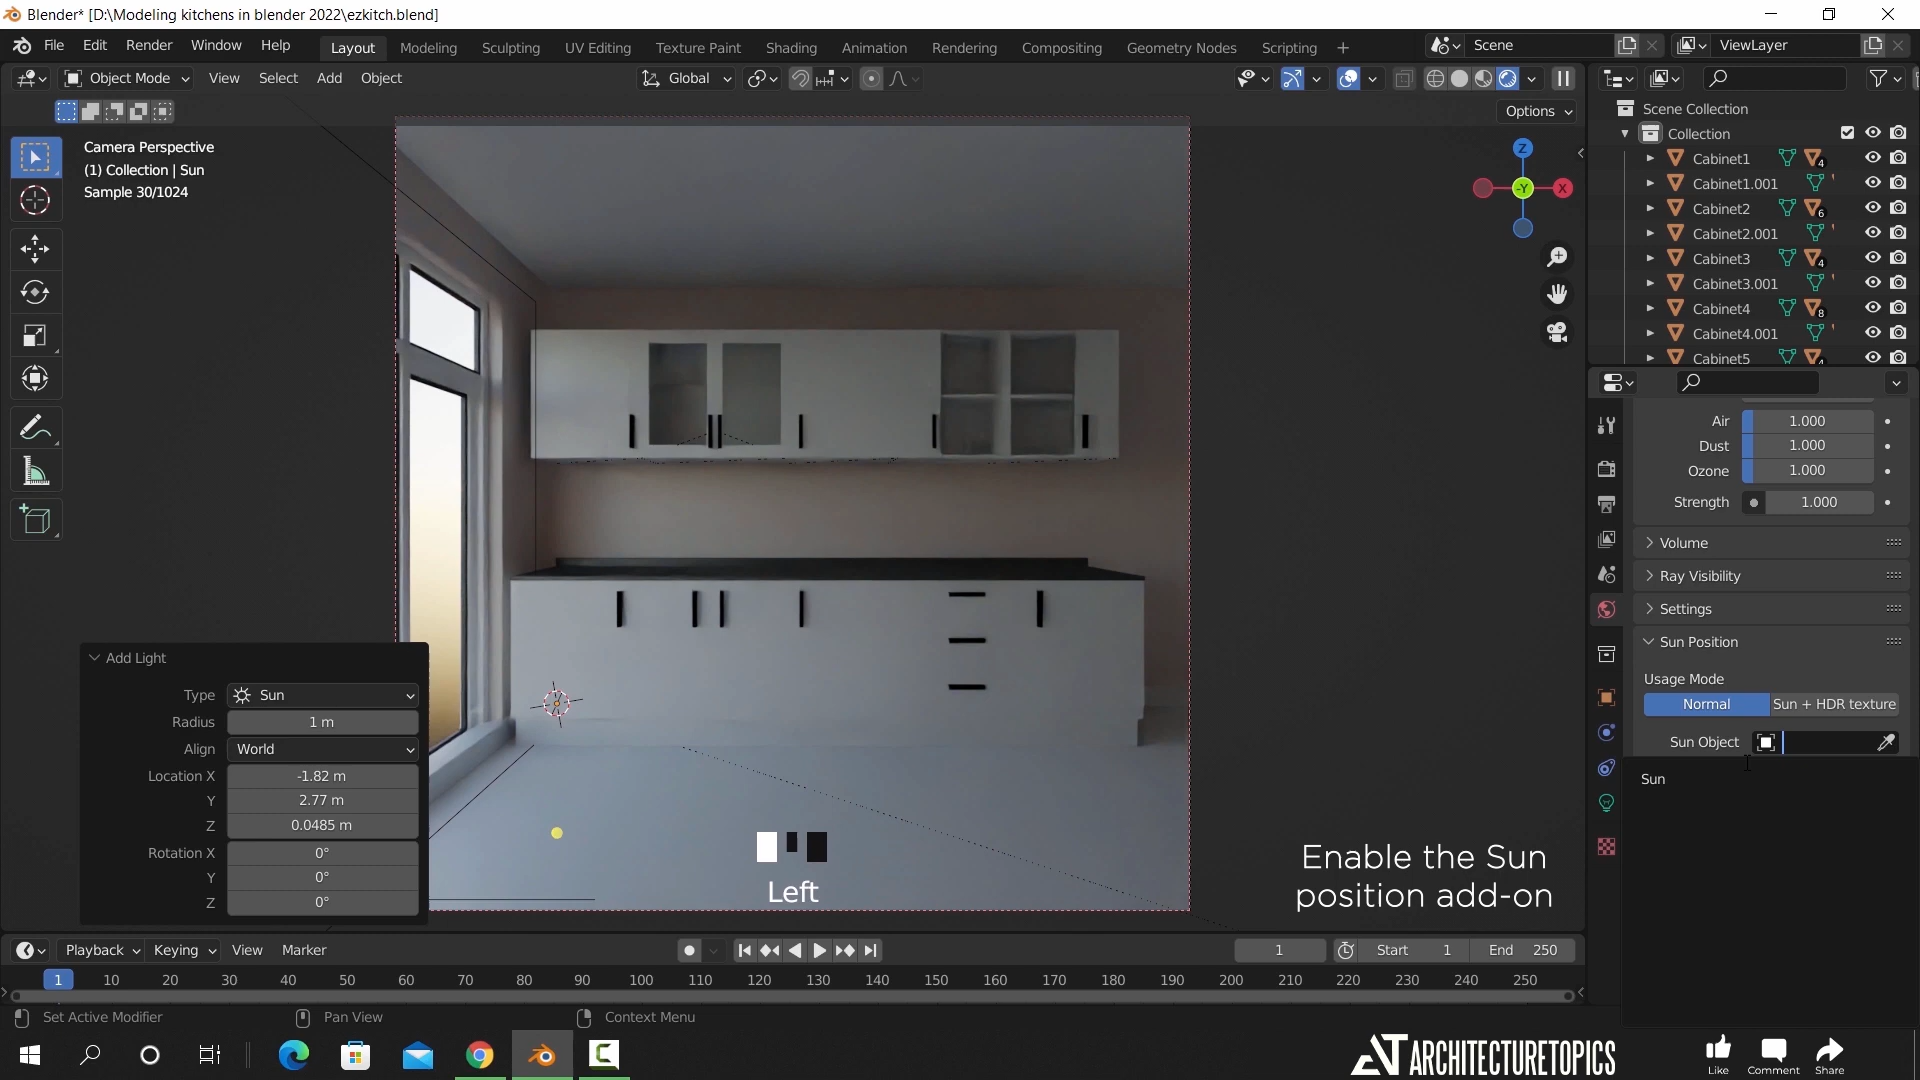 Blender* [D:\Modeling kitchens in blender 2022\ezkitch.blend]
File Edit Render Window Help
Layout Modeling Sculpting UV Editing Texture Paint Shading Animation Rendering Compositing Geometry Nodes Scripting +
Scene
ViewLayer
Object Mode View Select Add Object
Global
Options
Camera Perspective
(1) Collection | Sun
Sample 30/1024
Z
-Y X
Scene Collection
Collection
Cabinet1 4
Cabinet1.001
Cabinet2 6
Cabinet2.001
Cabinet3 4
Cabinet3.001
Cabinet4 8
Cabinet4.001
Cabinet5 4
Air 1.000
Dust 1.000
Ozone 1.000
Strength 1.000
Volume
Ray Visibility
Settings
Sun Position
Usage Mode
Normal Sun + HDR texture
Sun Object
Sun
Add Light
Type Sun
Radius 1 m
Align World
Location X -1.82 m
Y 2.77 m
Z 0.0485 m
Rotation X 0°
Y 0°
Z 0°
Left
Enable the Sun
position add-on
Playback Keying View Marker
1 Start 1 End 250
1 10 20 30 40 50 60 70 80 90 100 110 120 130 140 150 160 170 180 190 200 210 220 230 240 250
Set Active Modifier Pan View Context Menu
ARCHITECTURETOPICS
Like Comment Share